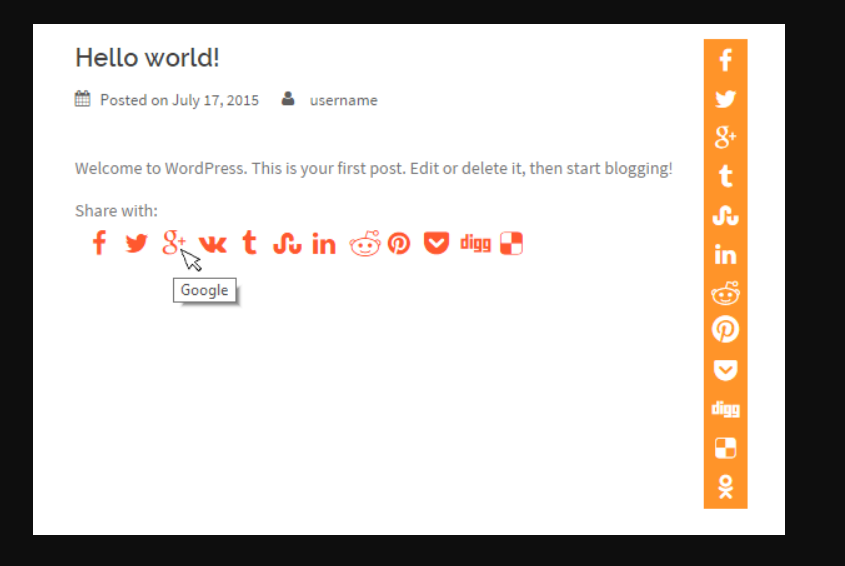 Hello world!
Posted on July 17, 2015 username
Welcome to WordPress. This is your first post. Edit or delete it, then start blogging!
Share with:
digg
Google
digg